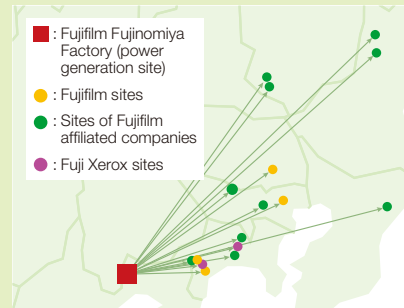 : Fujifilm Fujinomiya
Factory (power
generation site)
: Fujifilm sites
: Sites of Fujifilm
affiliated companies
: Fuji Xerox sites